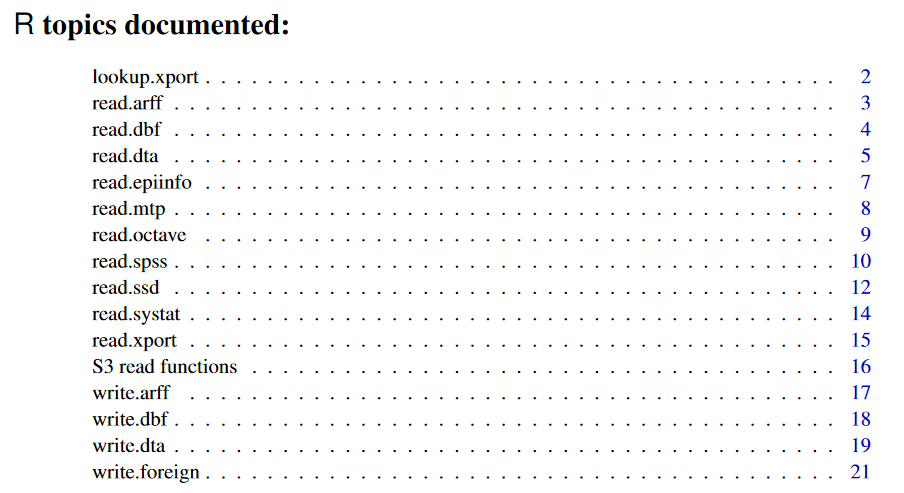 R topics documented:
lookup.xport . . . . . . . . . . . . . . . . . . . . . . . . . . . . . . . . . . . . . . . . . 2
read.arff . . . . . . . . . . . . . . . . . . . . . . . . . . . . . . . . . . . . . . . . . . . 3
read.dbf . . . . . . . . . . . . . . . . . . . . . . . . . . . . . . . . . . . . . . . . . . . 4
read.dta . . . . . . . . . . . . . . . . . . . . . . . . . . . . . . . . . . . . . . . . . . . 5
read.epiinfo . . . . . . . . . . . . . . . . . . . . . . . . . . . . . . . . . . . . . . . . . 7
read.mtp . . . . . . . . . . . . . . . . . . . . . . . . . . . . . . . . . . . . . . . . . . . 8
read.octave . . . . . . . . . . . . . . . . . . . . . . . . . . . . . . . . . . . . . . . . . 9
read.spss . . . . . . . . . . . . . . . . . . . . . . . . . . . . . . . . . . . . . . . . . . . 10
read.ssd . . . . . . . . . . . . . . . . . . . . . . . . . . . . . . . . . . . . . . . . . . . 12
read.systat . . . . . . . . . . . . . . . . . . . . . . . . . . . . . . . . . . . . . . . . . . 14
read.xport . . . . . . . . . . . . . . . . . . . . . . . . . . . . . . . . . . . . . . . . . . 15
S3 read functions . . . . . . . . . . . . . . . . . . . . . . . . . . . . . . . . . . . . . . 16
write.arff . . . . . . . . . . . . . . . . . . . . . . . . . . . . . . . . . . . . . . . . . . 17
write.dbf . . . . . . . . . . . . . . . . . . . . . . . . . . . . . . . . . . . . . . . . . . . 18
write.dta . . . . . . . . . . . . . . . . . . . . . . . . . . . . . . . . . . . . . . . . . . . 19
write.foreign . . . . . . . . . . . . . . . . . . . . . . . . . . . . . . . . . . . . . . . . . 21